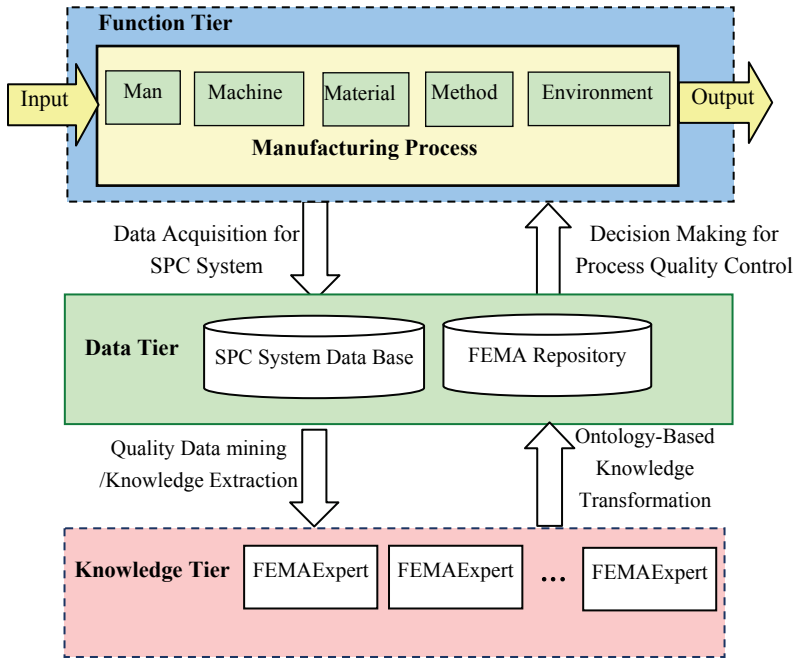 Function Tier
Input
Man
Machine
Material
Method
Environment
Output
Manufacturing Process
Data Acquisition for
SPC System
Decision Making for
Process Quality Control
Data Tier
SPC System Data Base
FEMA Repository
Quality Data mining
/Knowledge Extraction
Ontology-Based
Knowledge
Transformation
Knowledge Tier
FEMAExpert
FEMAExpert
...
FEMAExpert